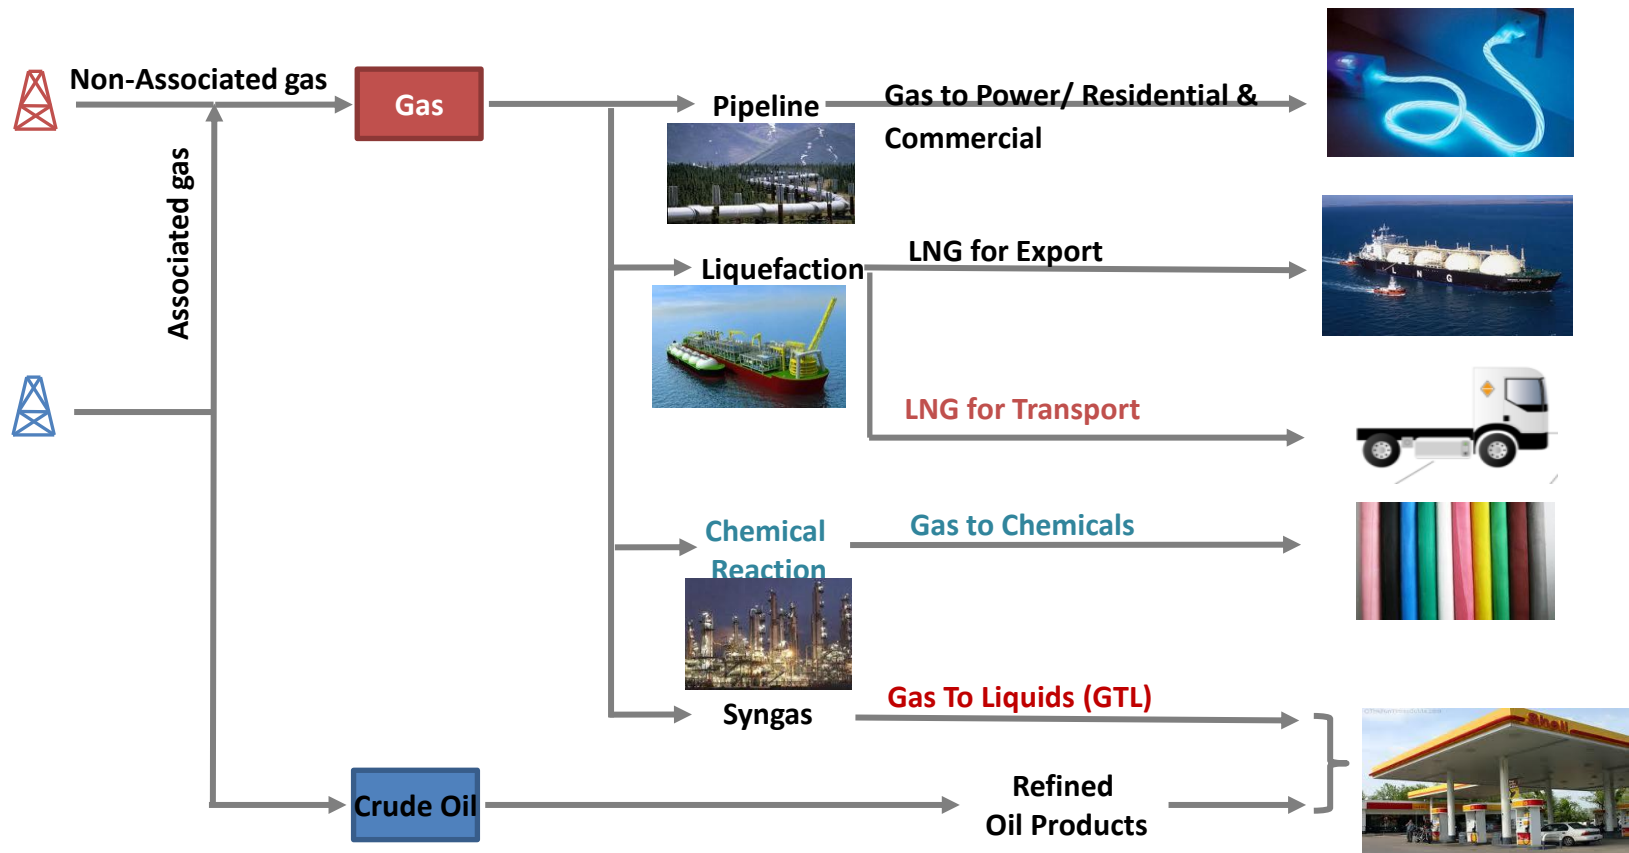 Non-Associated gas
Gas
Pipeline
Gas to Power/ Residential &
Commercial
Associated gas
Liquefaction
LNG for Export
L N G
LNG for Transport
Chemical
Reaction
Gas to Chemicals
Syngas
Gas To Liquids (GTL)
Shell
Crude Oil
Refined
Oil Products